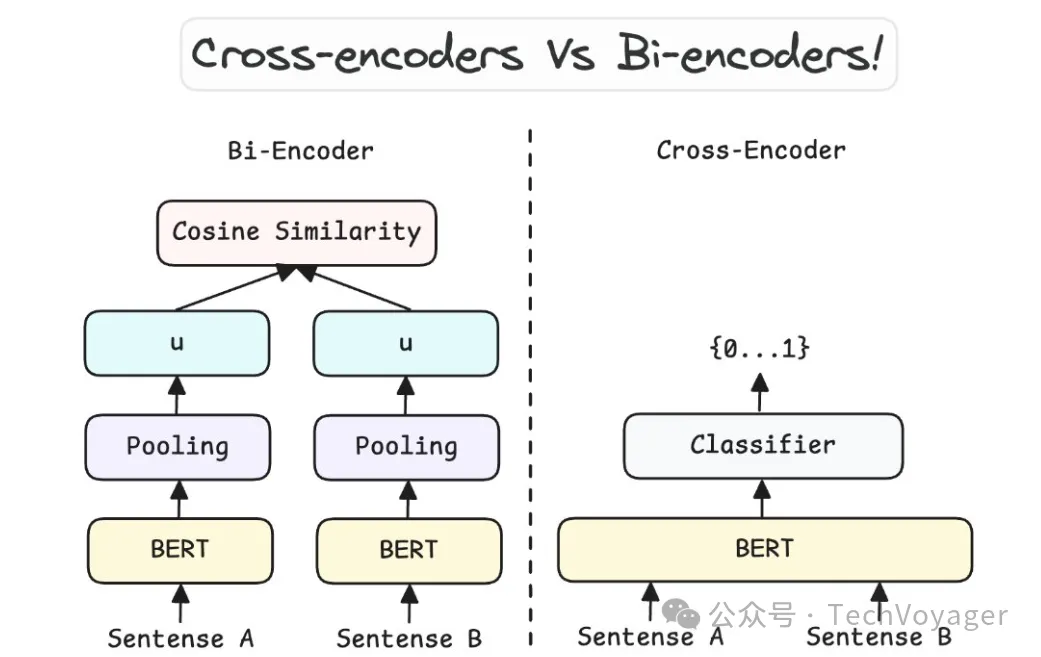 Cross-encoders Vs Bi-encoders!
Bi-Encoder
Cosine Similarity
u u
Pooling Pooling
BERT BERT
Sentense A Sentense B
Cross-Encoder
{0...1}
Classifier
BERT
Sentense A Sentense B
公众号 · TechVoyager